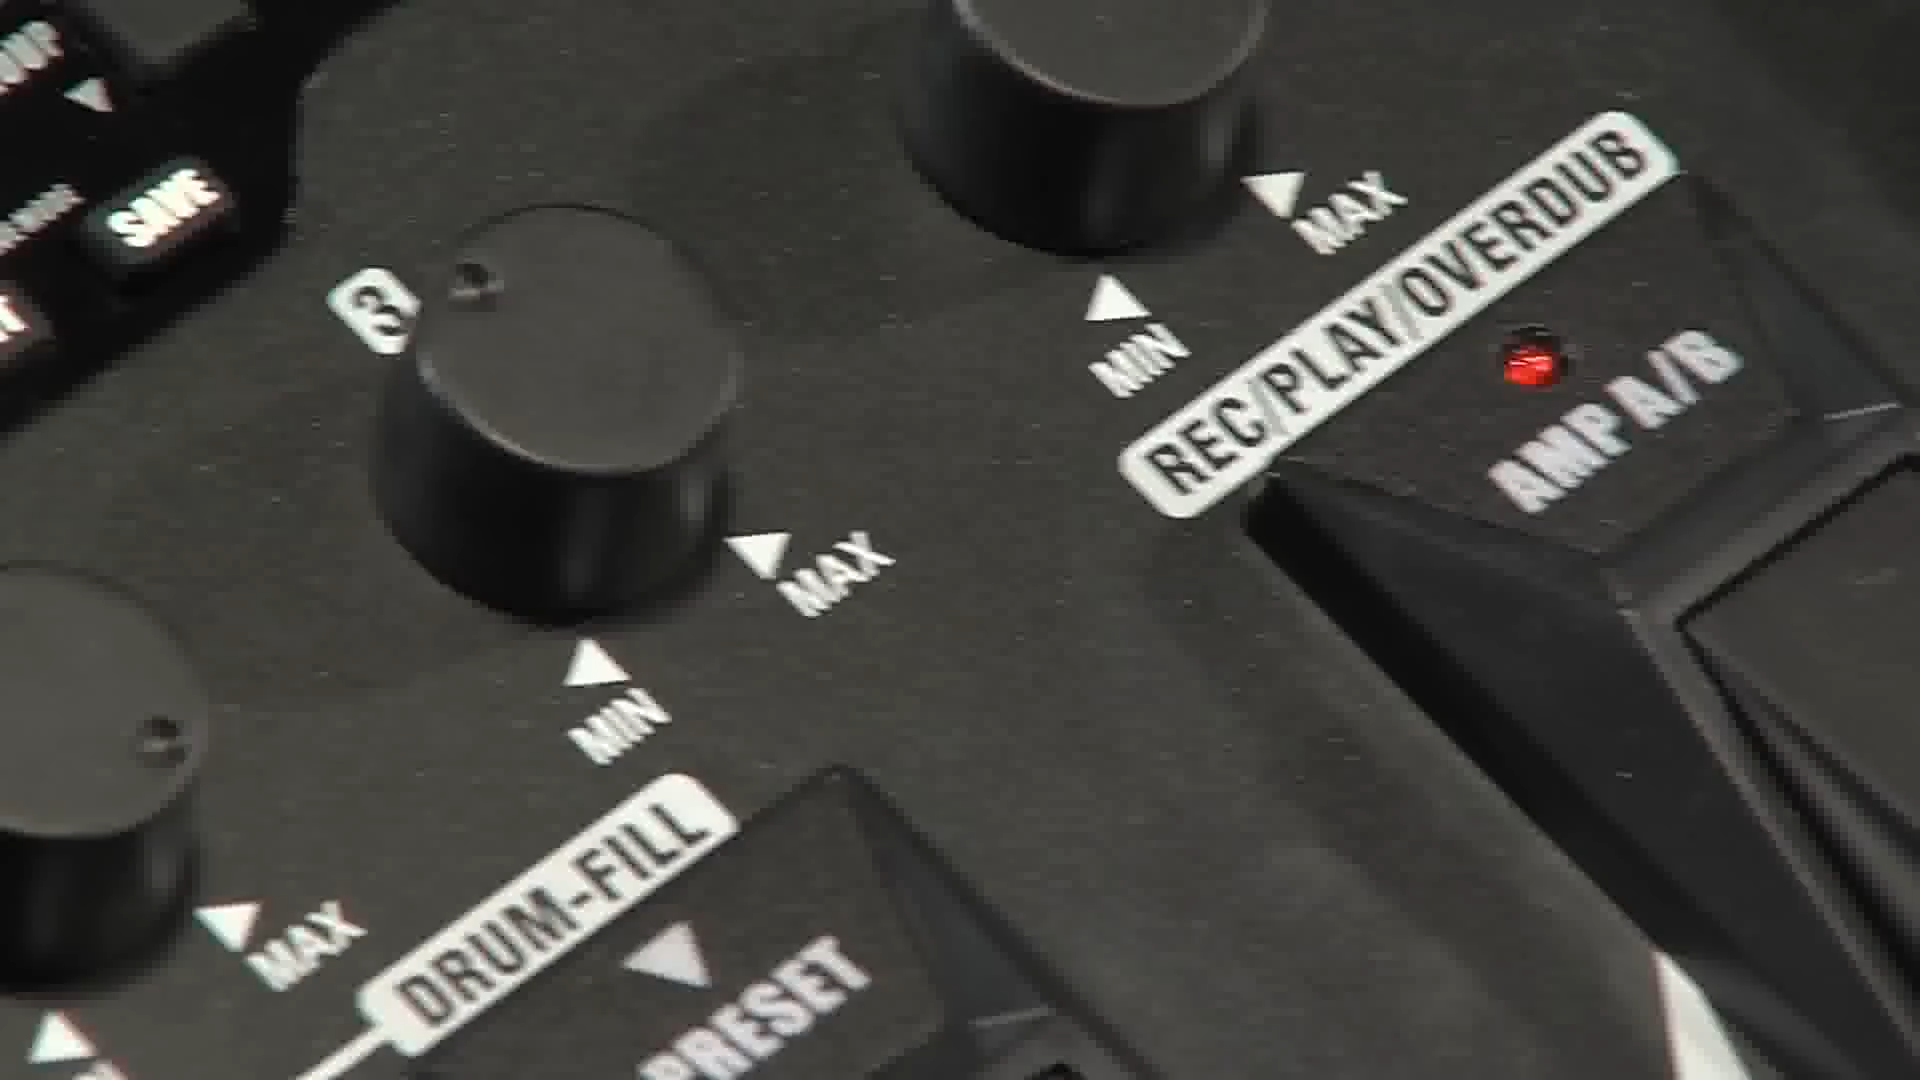 SAVE
3
MAX
MIN
REC/PLAY/OVERDUB
AMP A/B
MAX
MIN
MAX
DRUM-FILL
PRESET